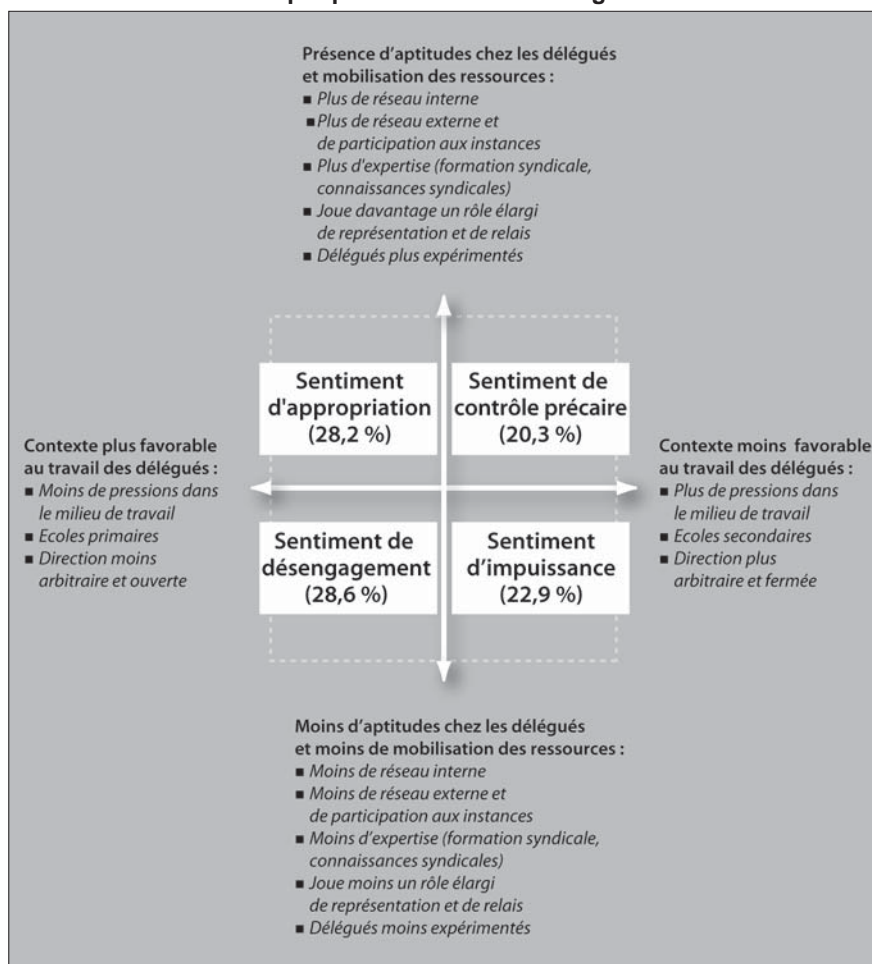 Présence d'aptitudes chez les délégués
et mobilisation des ressources :
■ Plus de réseau interne
■ Plus de réseau externe et
de participation aux instances
■ Plus d'expertise (formation syndicale,
connaissances syndicales)
■ Joue davantage un rôle élargi
de représentation et de relais
■ Délégués plus expérimentés
Sentiment
d'appropriation
(28,2 %)
Sentiment de
contrôle précaire
(20,3 %)
Contexte plus favorable
au travail des délégués :
■ Moins de pressions dans
le milieu de travail
■ Ecoles primaires
■ Direction moins
arbitraire et ouverte
Contexte moins favorable
au travail des délégués :
■ Plus de pressions dans
le milieu de travail
■ Ecoles secondaires
■ Direction plus
arbitraire et fermée
Sentiment de
désengagement
(28,6 %)
Sentiment
d'impuissance
(22,9 %)
Moins d'aptitudes chez les délégués
et moins de mobilisation des ressources :
■ Moins de réseau interne
■ Moins de réseau externe et
de participation aux instances
■ Moins d'expertise (formation syndicale,
connaissances syndicales)
■ Joue moins un rôle élargi
de représentation et de relais
■ Délégués moins expérimentés